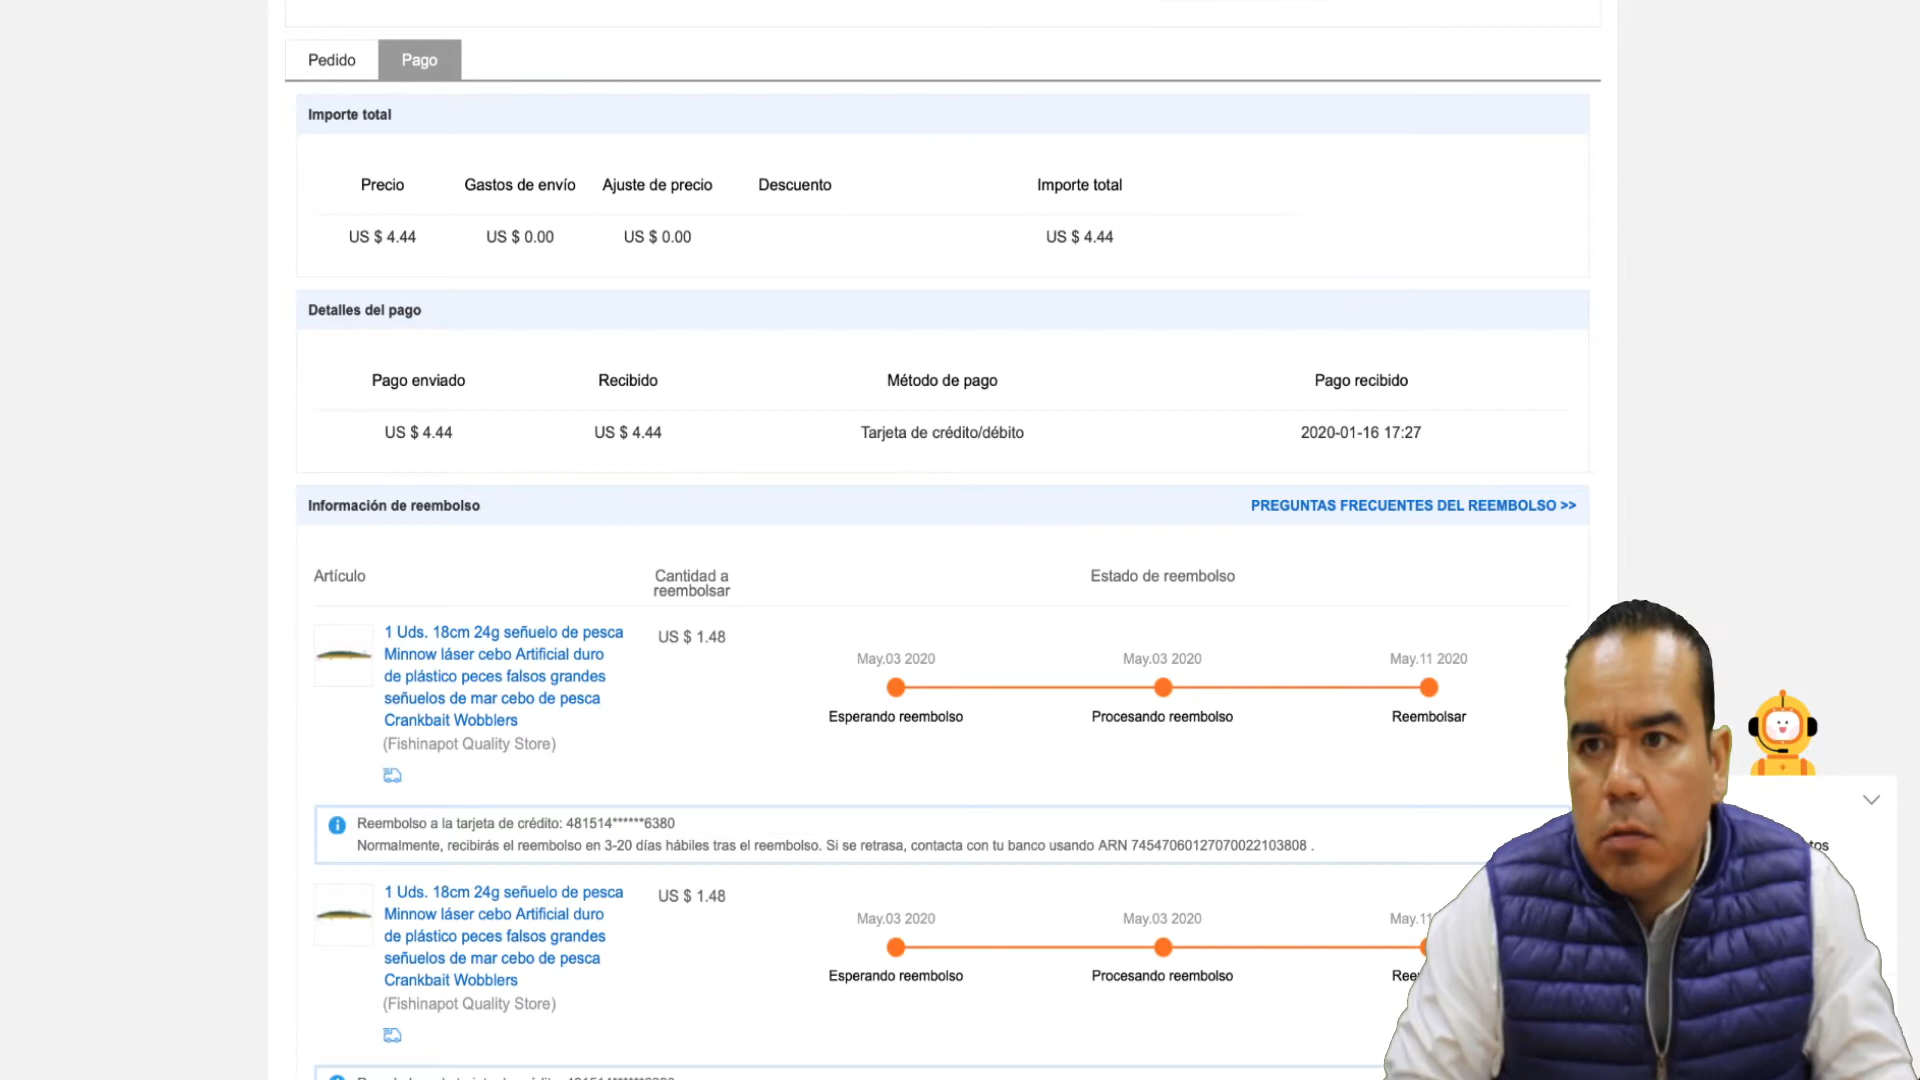 Pedido Pago
Importe total
Precio Gastos de envío Ajuste de precio Descuento Importe total
US $ 4.44 US $ 0.00 US $ 0.00 US $ 4.44
Detalles del pago
Pago enviado Recibido Método de pago Pago recibido
US $ 4.44 US $ 4.44 Tarjeta de crédito/débito 2020-01-16 17:27
Información de reembolso PREGUNTAS FRECUENTES DEL REEMBOLSO >>
Artículo Cantidad a reembolsar Estado de reembolso
1 Uds. 18cm 24g señuelo de pesca US $ 1.48
Minnow láser cebo Artificial duro May.03 2020 May.03 2020 May.11 2020
de plástico peces falsos grandes
señuelos de mar cebo de pesca
Crankbait Wobblers Esperando reembolso Procesando reembolso Reembolsar
(Fishinapot Quality Store)
Reembolso a la tarjeta de crédito: 481514******6380
Normalmente, recibirás el reembolso en 3-20 días hábiles tras el reembolso. Si se retrasa, contacta con tu banco usando ARN 74547060127070022103808 .
1 Uds. 18cm 24g señuelo de pesca US $ 1.48
Minnow láser cebo Artificial duro May.03 2020 May.03 2020 May.11
de plástico peces falsos grandes
señuelos de mar cebo de pesca
Crankbait Wobblers Esperando reembolso Procesando reembolso
(Fishinapot Quality Store)